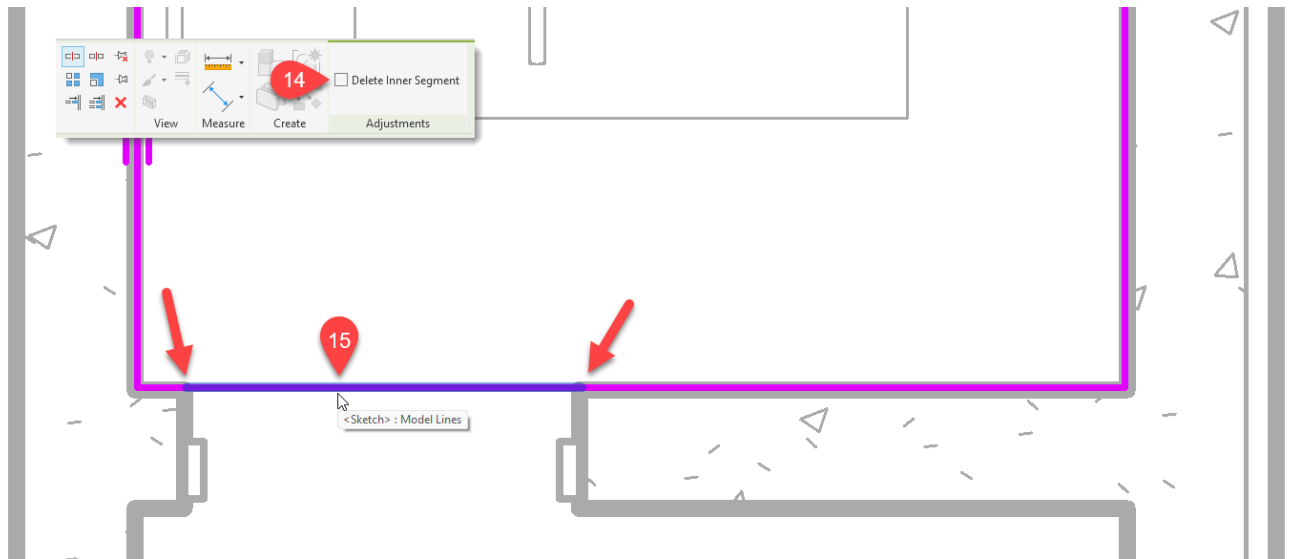 14
Delete Inner Segment
View
Measure
Create
Adjustments
15
<Sketch> : Model Lines